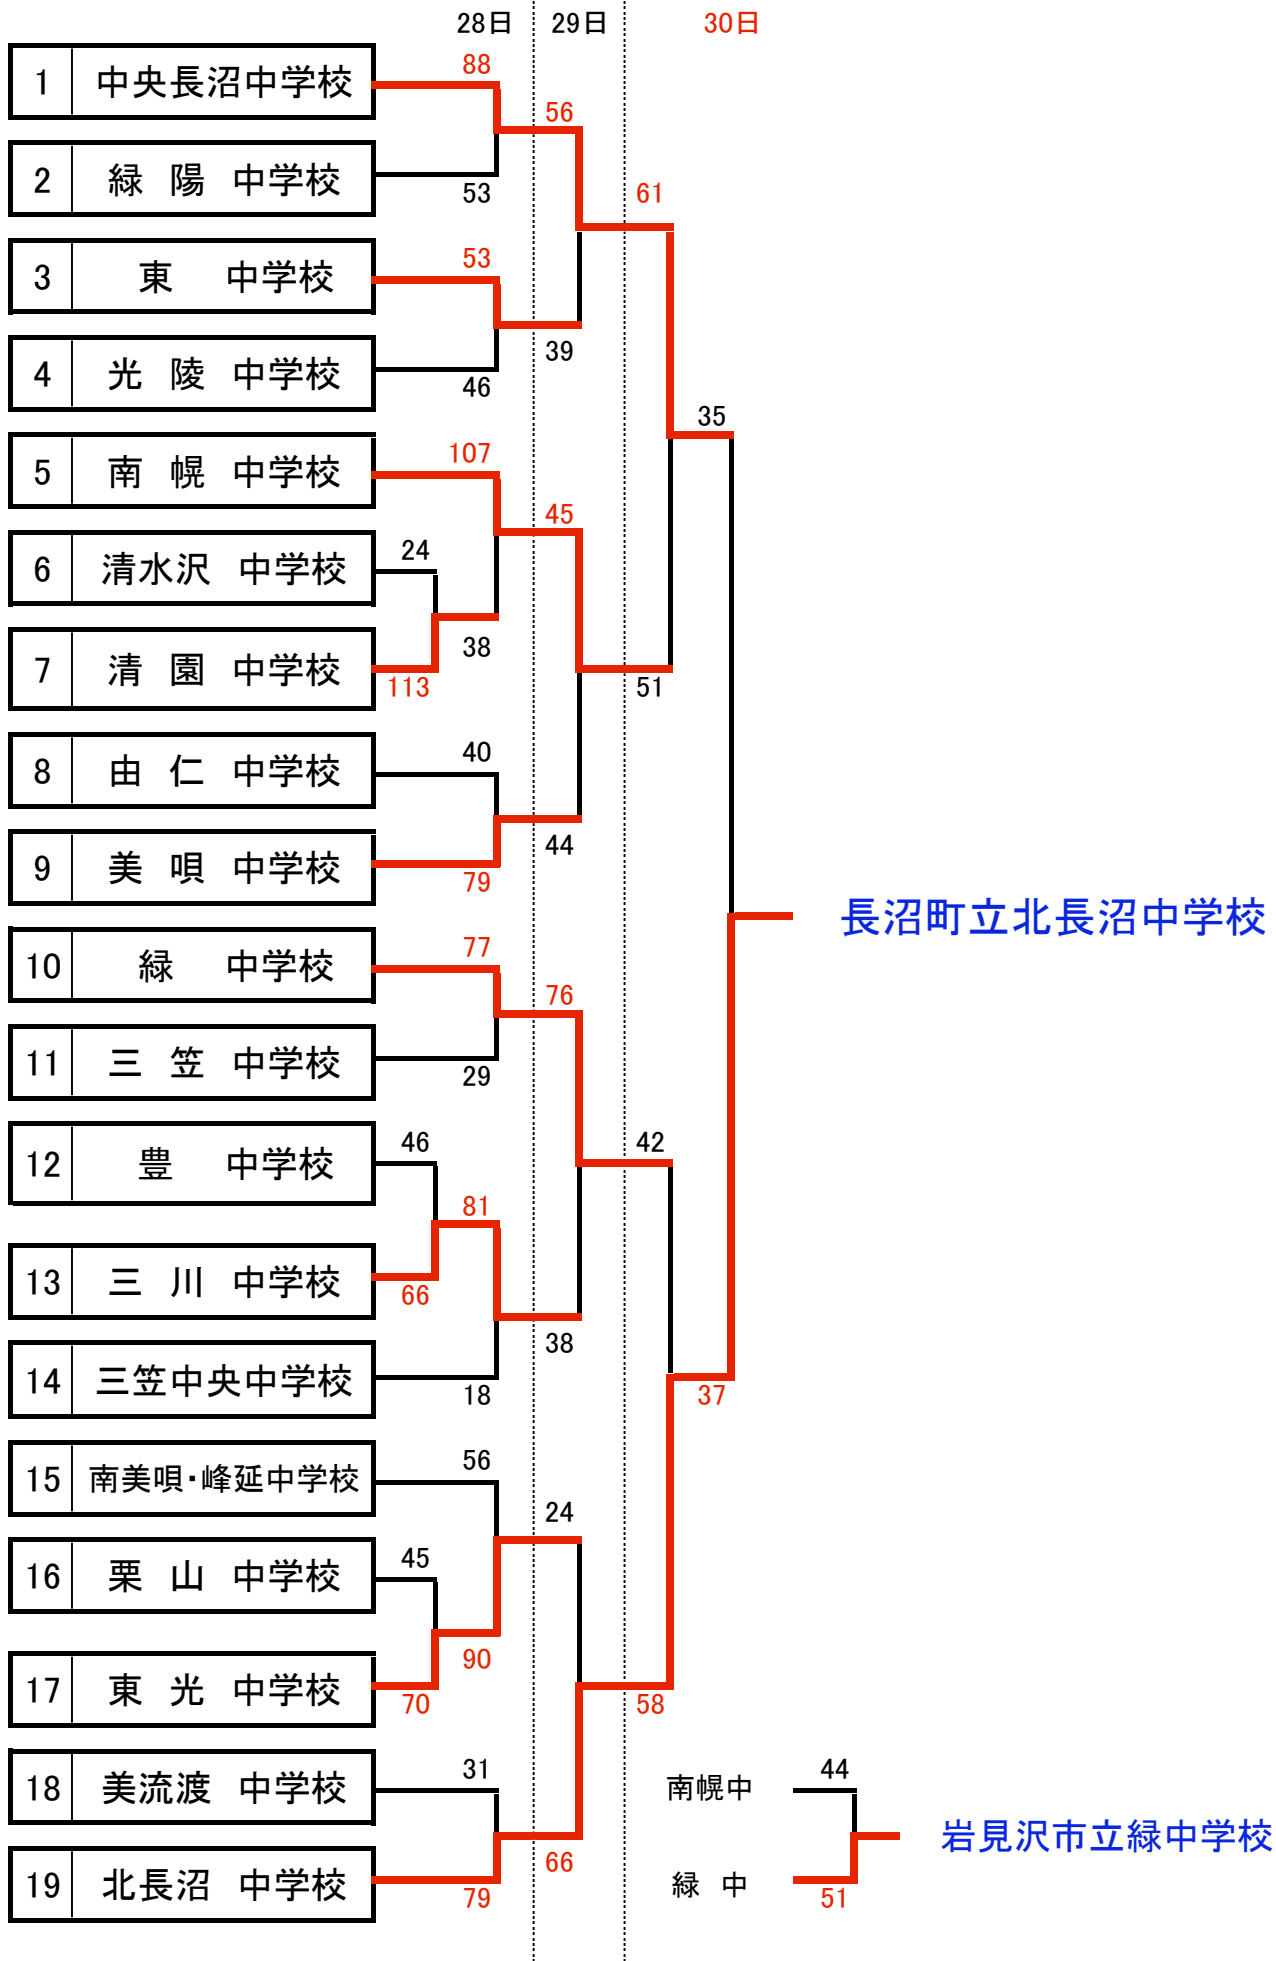 28日 29日 30日
88
1 中央長沼中学校
56
2 緑 陽 中学校
53
61
53
3 東 中学校
39
4 光 陵 中学校
46
35
107
5 南 幌 中学校
45
24
6 清水沢 中学校
38
7 清 園 中学校
113
51
40
8 由 仁 中学校
44
9 美 唄 中学校
79
長沼町立北長沼中学校
77
10 緑 中学校
76
11 三 笠 中学校
29
46
42
12 豊 中学校
81
13 三 川 中学校
66
38
14 三笠中央中学校
18
37
56
15 南美唄・峰延中学校
24
45
16 栗 山 中学校
90
17 東 光 中学校
70
58
31
18 美流渡 中学校
南幌中 44
岩見沢市立緑中学校
66
19 北長沼 中学校
79
緑 中 51